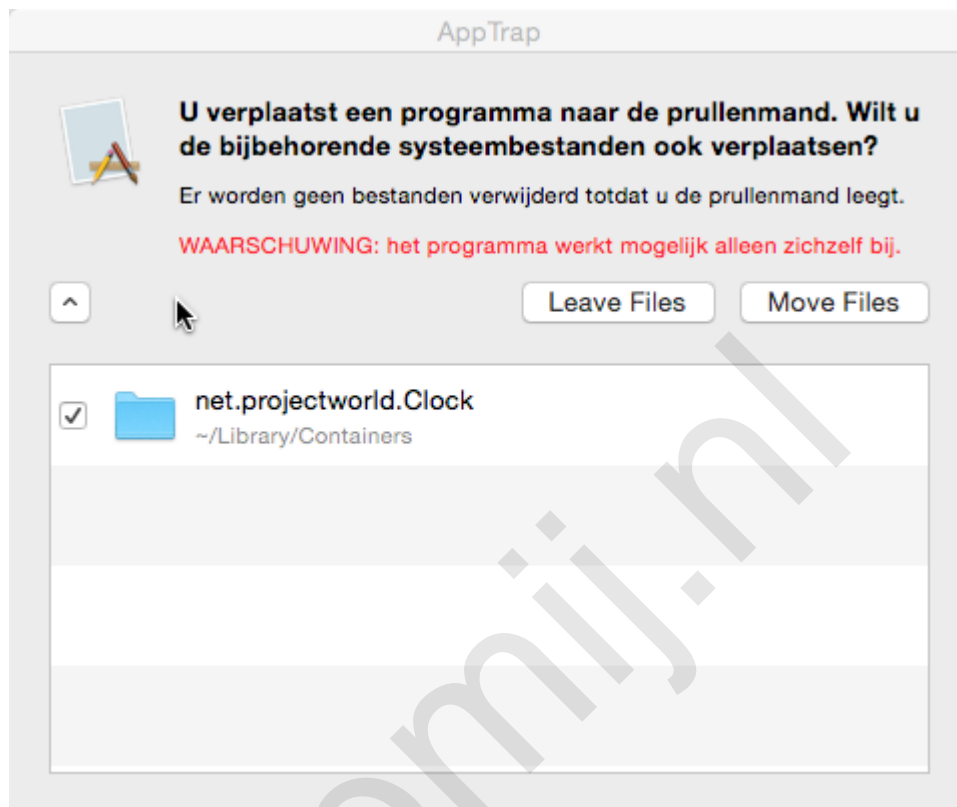 AppTrap
U verplaatst een programma naar de prullenmand. Wilt u
de bijbehorende systeembestanden ook verplaatsen?
Er worden geen bestanden verwijderd totdat u de prullenmand leegt.
WAARSCHUWING: het programma werkt mogelijk alleen zichzelf bij.
Leave Files
Move Files
net.projectworld.Clock
~/Library/Containers
omij.nl